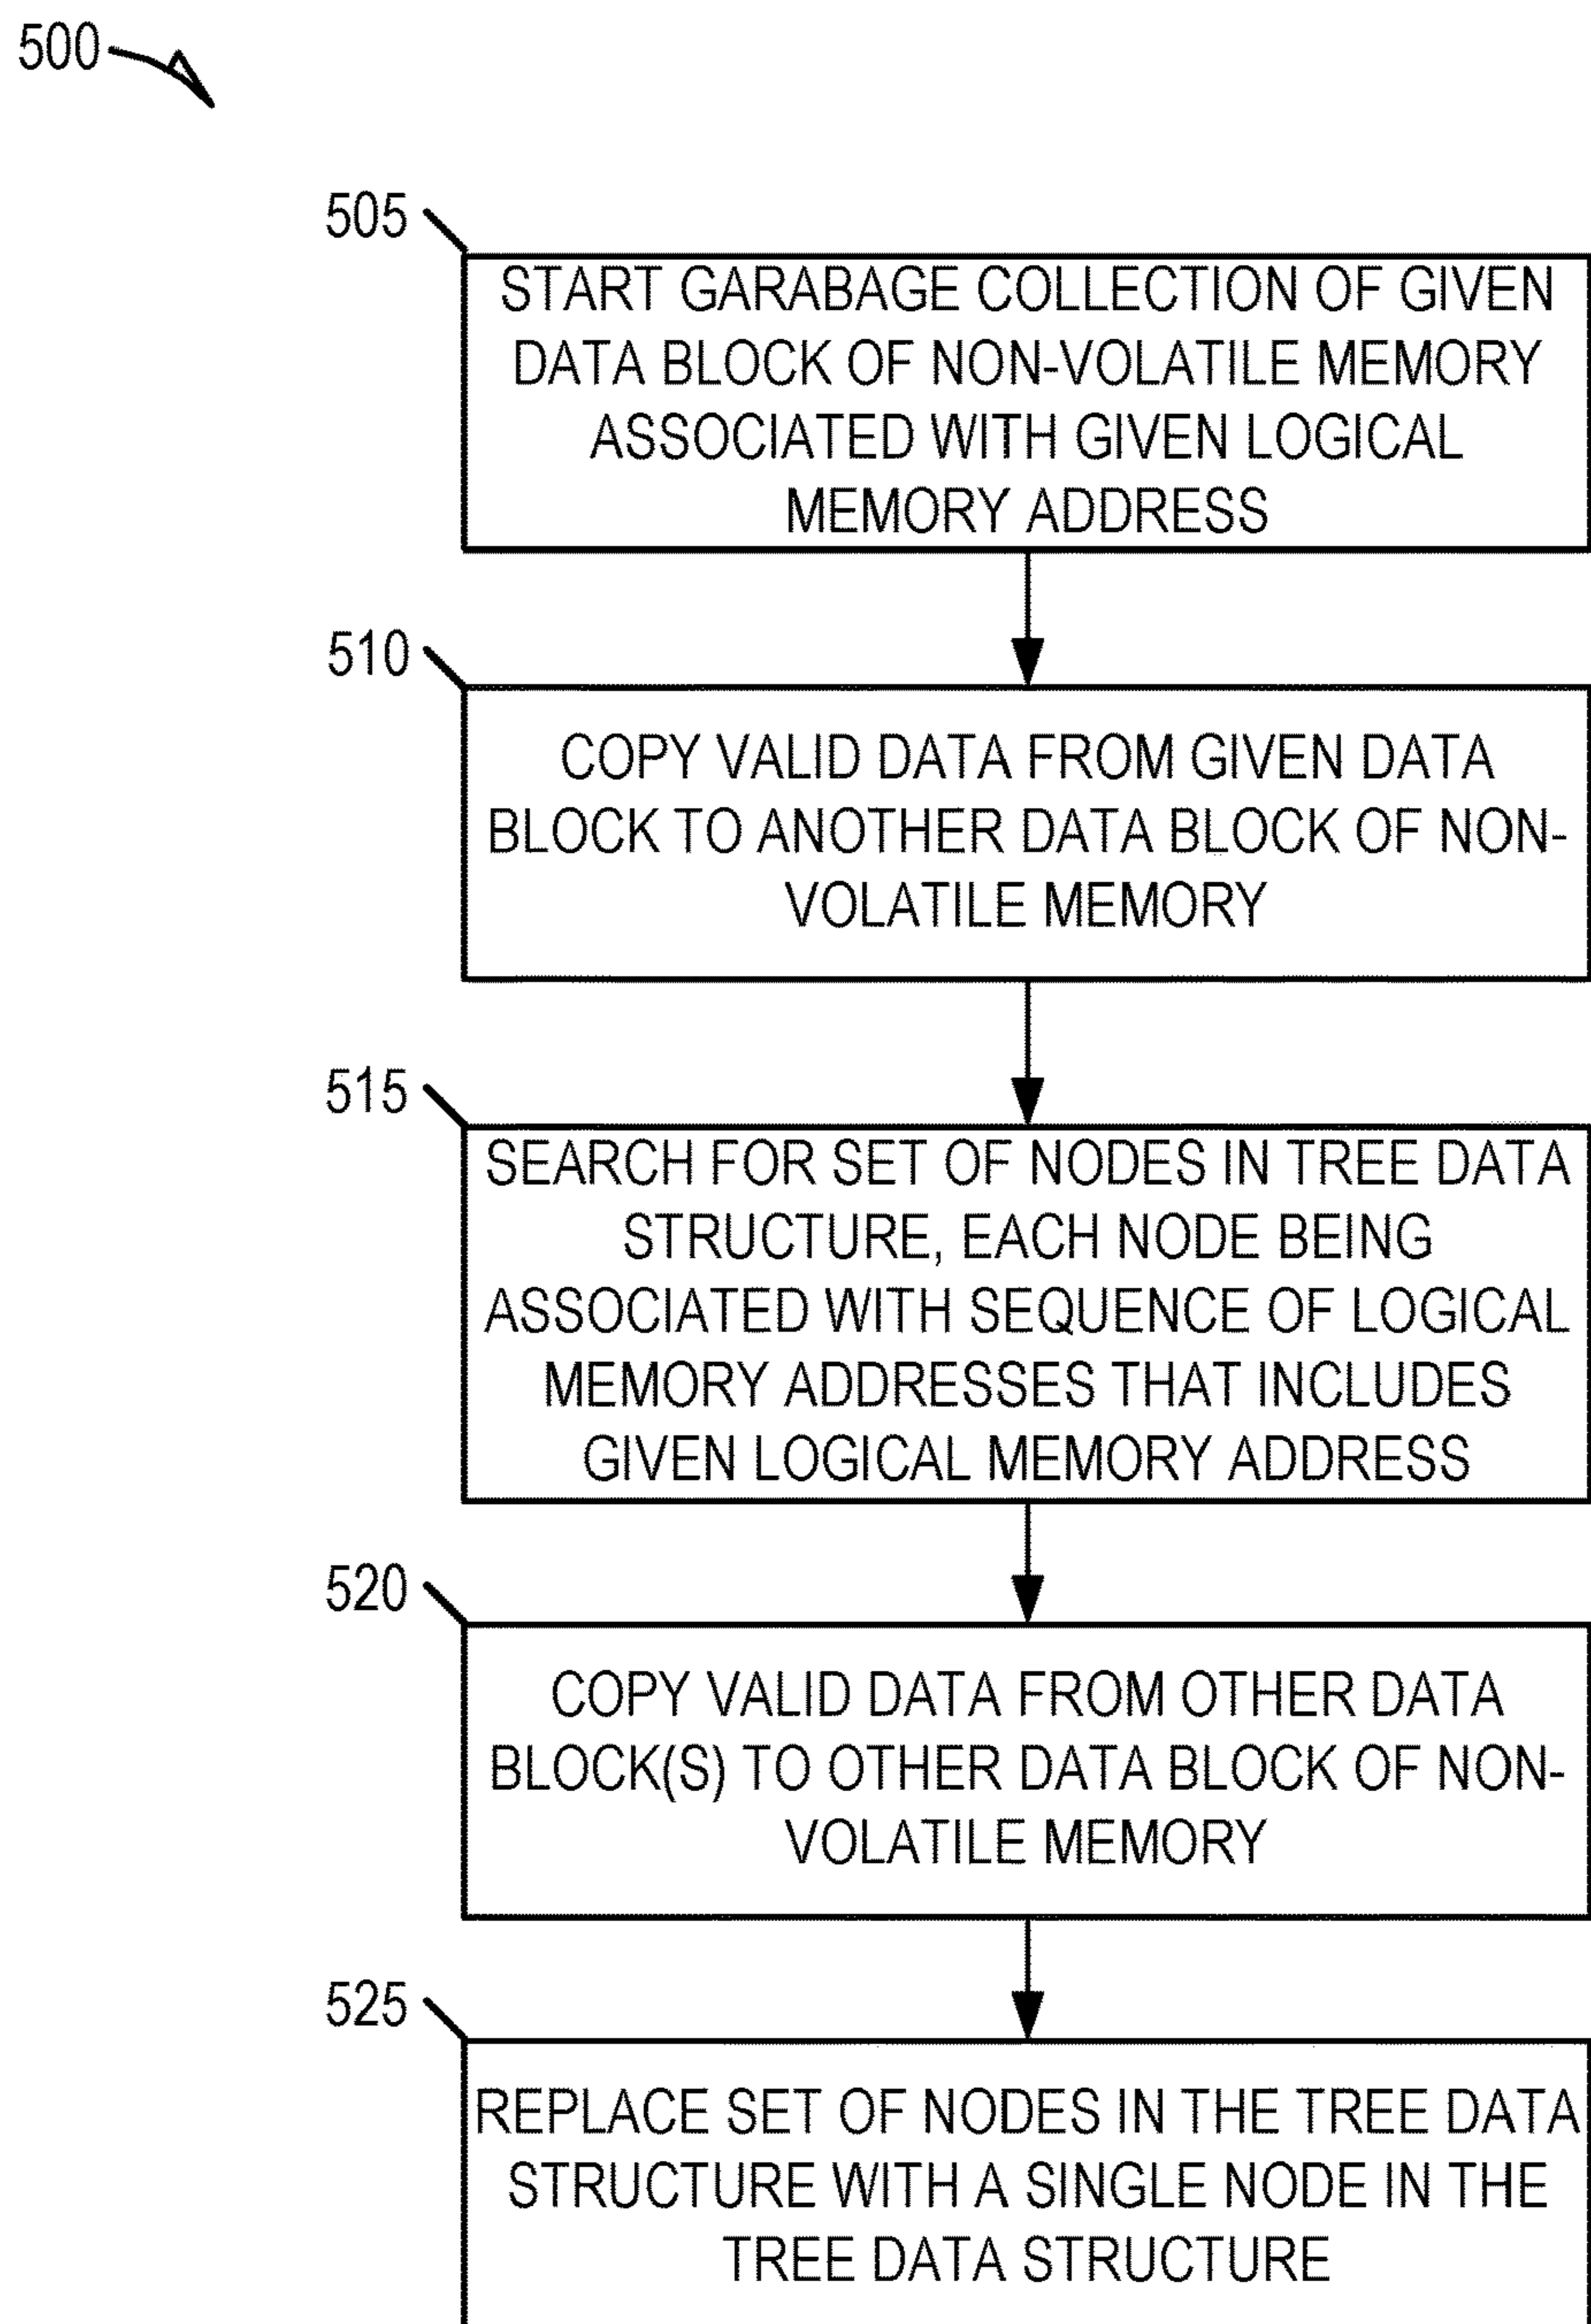 500
505
START GARABAGE COLLECTION OF GIVEN
DATA BLOCK OF NON-VOLATILE MEMORY
ASSOCIATED WITH GIVEN LOGICAL
MEMORY ADDRESS
510
COPY VALID DATA FROM GIVEN DATA
BLOCK TO ANOTHER DATA BLOCK OF NON-
VOLATILE MEMORY
515
SEARCH FOR SET OF NODES IN TREE DATA
STRUCTURE, EACH NODE BEING
ASSOCIATED WITH SEQUENCE OF LOGICAL
MEMORY ADDRESSES THAT INCLUDES
GIVEN LOGICAL MEMORY ADDRESS
520
COPY VALID DATA FROM OTHER DATA
BLOCK(S) TO OTHER DATA BLOCK OF NON-
VOLATILE MEMORY
525
REPLACE SET OF NODES IN THE TREE DATA
STRUCTURE WITH A SINGLE NODE IN THE
TREE DATA STRUCTURE